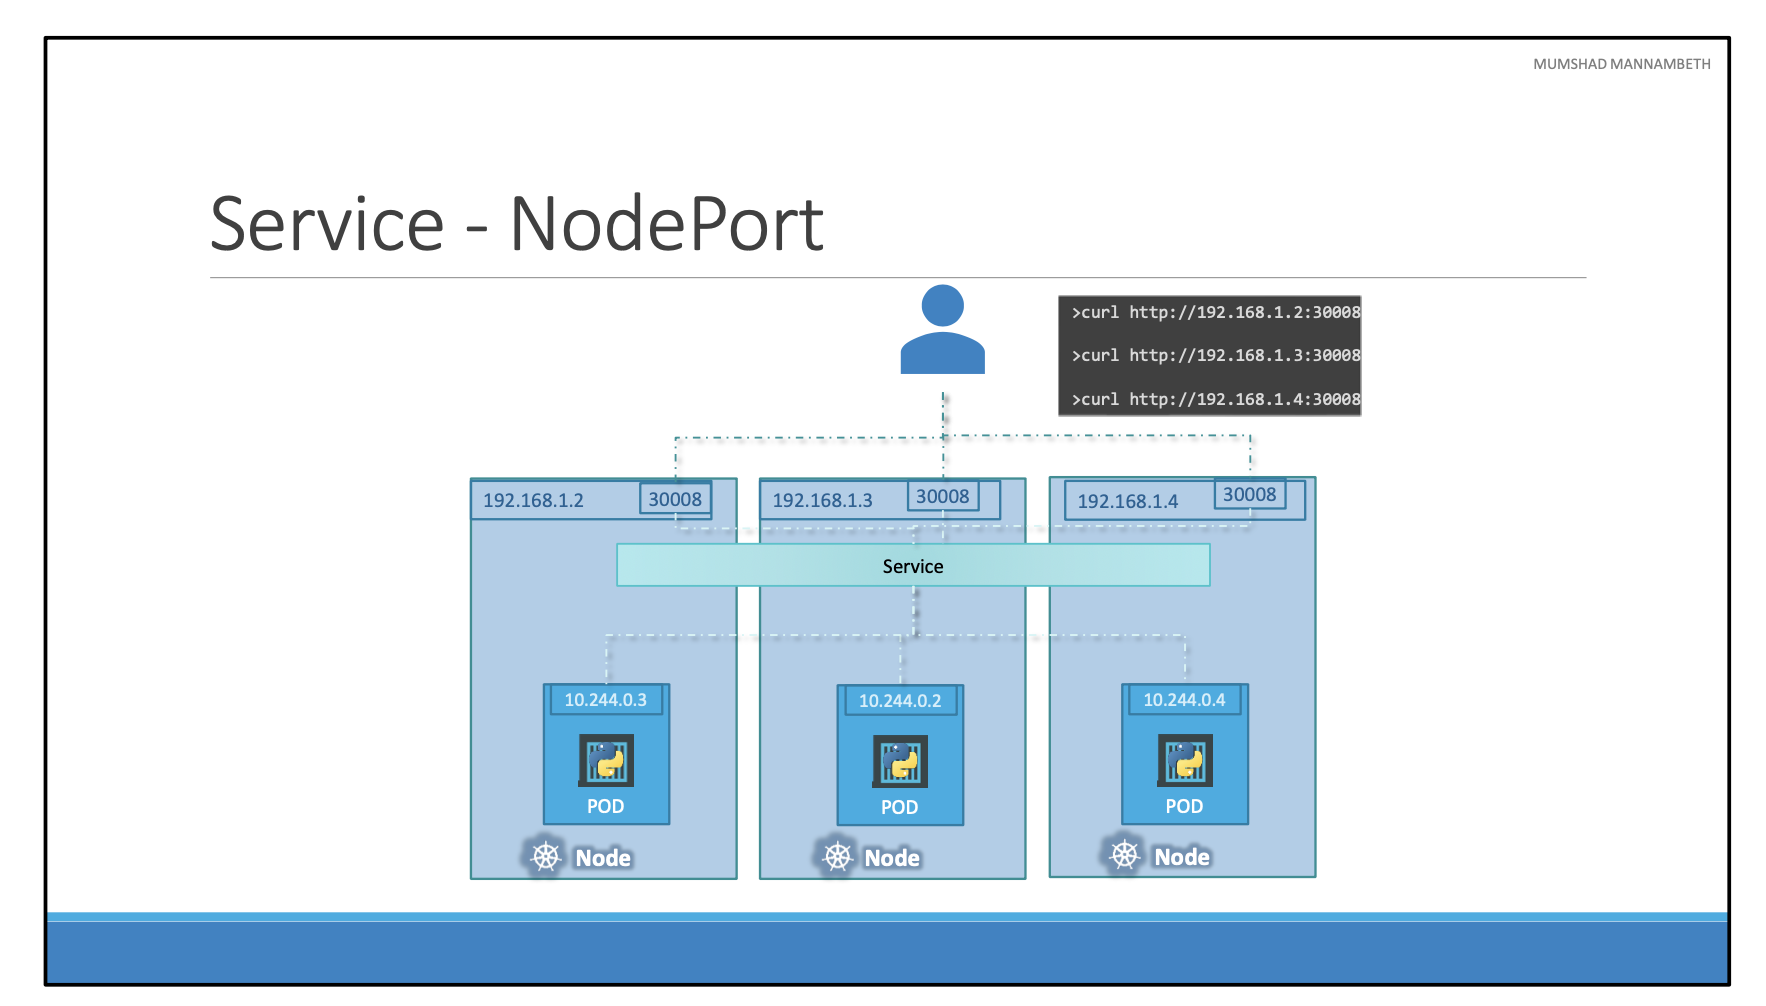 MUMSHAD MANNAMBETH
Service - NodePort
>curl http://192.168.1.2:30008
>curl http://192.168.1.3:30008
>curl http://192.168.1.4:30008
192.168.1.2
30008
192.168.1.3
30008
192.168.1.4
30008
Service
10.244.0.3
10.244.0.2
10.244.0.4
POD
POD
POD
Node
Node
Node